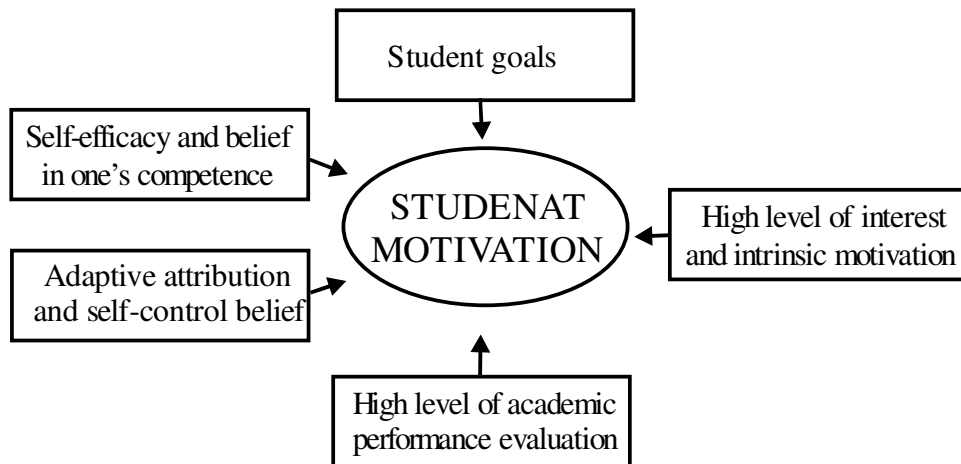 Student goals
Self-efficacy and belief
in one's competence
STUDENAT
MOTIVATION
High level of interest
and intrinsic motivation
Adaptive attribution
and self-control belief
High level of academic
performance evaluation